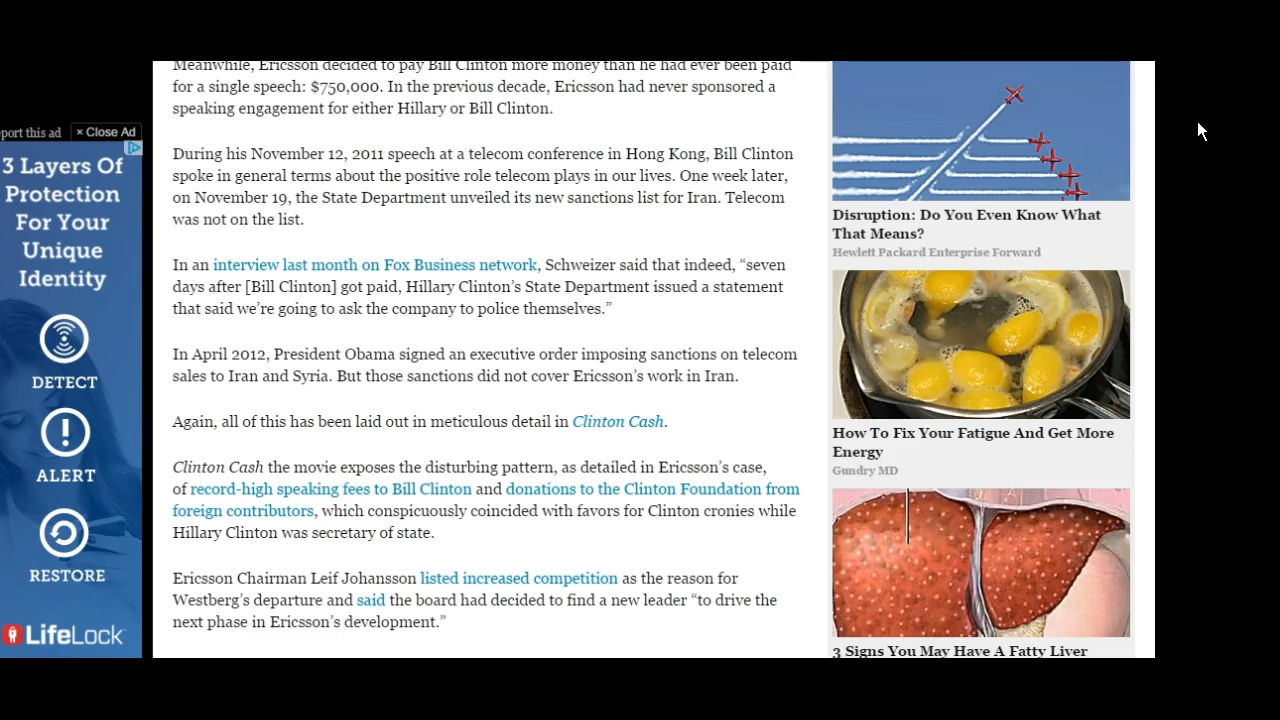 port this ad
× Close Ad
3 Layers Of
Protection
For Your
Unique
Identity
DETECT
ALERT
RESTORE
LifeLock
Meanwhile, Ericsson decided to pay Bill Clinton more money than he had ever been paid
for a single speech: $750,000. In the previous decade, Ericsson had never sponsored a
speaking engagement for either Hillary or Bill Clinton.
During his November 12, 2011 speech at a telecom conference in Hong Kong, Bill Clinton
spoke in general terms about the positive role telecom plays in our lives. One week later,
on November 19, the State Department unveiled its new sanctions list for Iran. Telecom
was not on the list.
In an interview last month on Fox Business network, Schweizer said that indeed, “seven
days after [Bill Clinton] got paid, Hillary Clinton’s State Department issued a statement
that said we’re going to ask the company to police themselves.”
In April 2012, President Obama signed an executive order imposing sanctions on telecom
sales to Iran and Syria. But those sanctions did not cover Ericsson’s work in Iran.
Again, all of this has been laid out in meticulous detail in Clinton Cash.
Clinton Cash the movie exposes the disturbing pattern, as detailed in Ericsson’s case,
of record-high speaking fees to Bill Clinton and donations to the Clinton Foundation from
foreign contributors, which conspicuously coincided with favors for Clinton cronies while
Hillary Clinton was secretary of state.
Ericsson Chairman Leif Johansson listed increased competition as the reason for
Westberg’s departure and said the board had decided to find a new leader “to drive the
next phase in Ericsson’s development.”
Disruption: Do You Even Know What
That Means?
Hewlett Packard Enterprise Forward
How To Fix Your Fatigue And Get More
Energy
Gundry MD
3 Signs You May Have A Fatty Liver